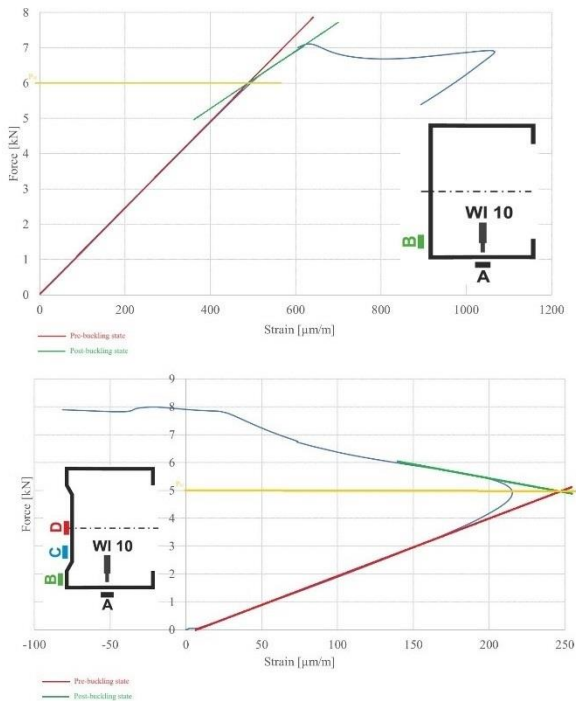 8
7
6
5
4
3
2
1
0
Force [kN]
0 200 400 600 800 1000 1200
Strain [µm/m]
B
WI 10
A
Pre-buckling state
Post-buckling state
9
8
7
6
5
4
3
2
1
0
Force [kN]
-100 -50 0 50 100 150 200 250
Strain [µm/m]
D
C
B
WI 10
A
Pre-buckling state
Post-buckling state